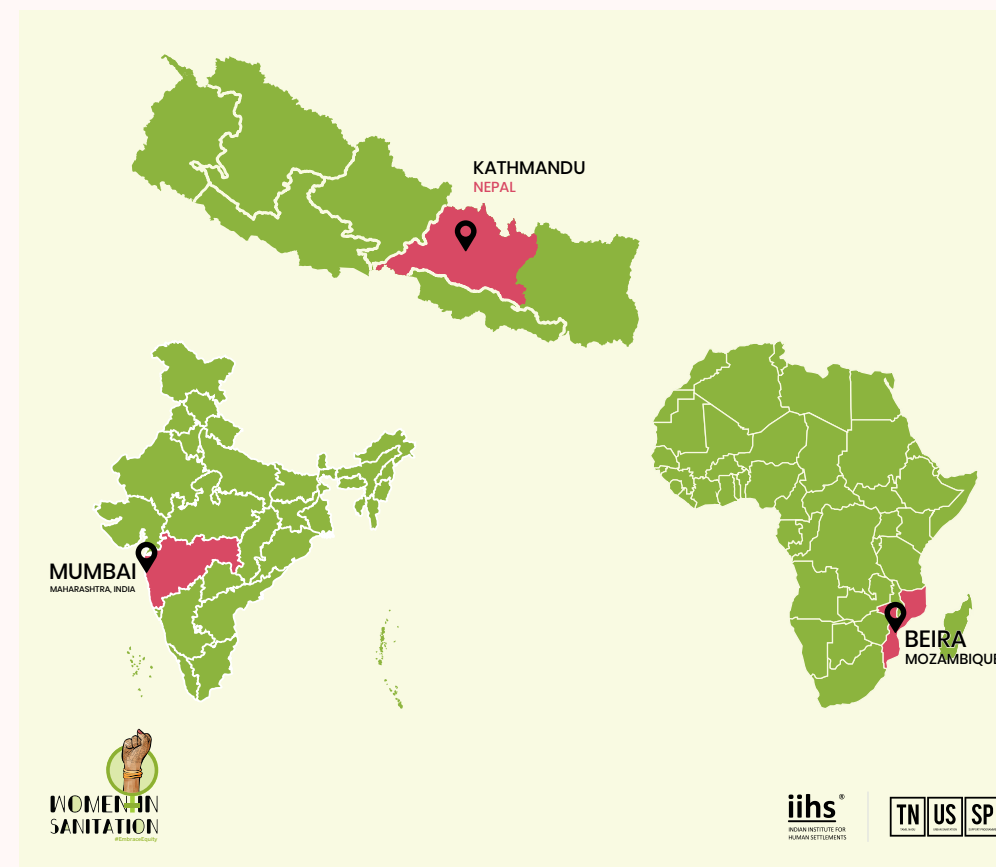 KATHMANDU
NEPAL
MUMBAI
MAHARASHTRA, INDIA
BEIRA
MOZAMBIQUE
WOMEN IN
SANITATION
#EmbraceEquity
iihs®
INDIAN INSTITUTE FOR
HUMAN SETTLEMENTS
TN US SP